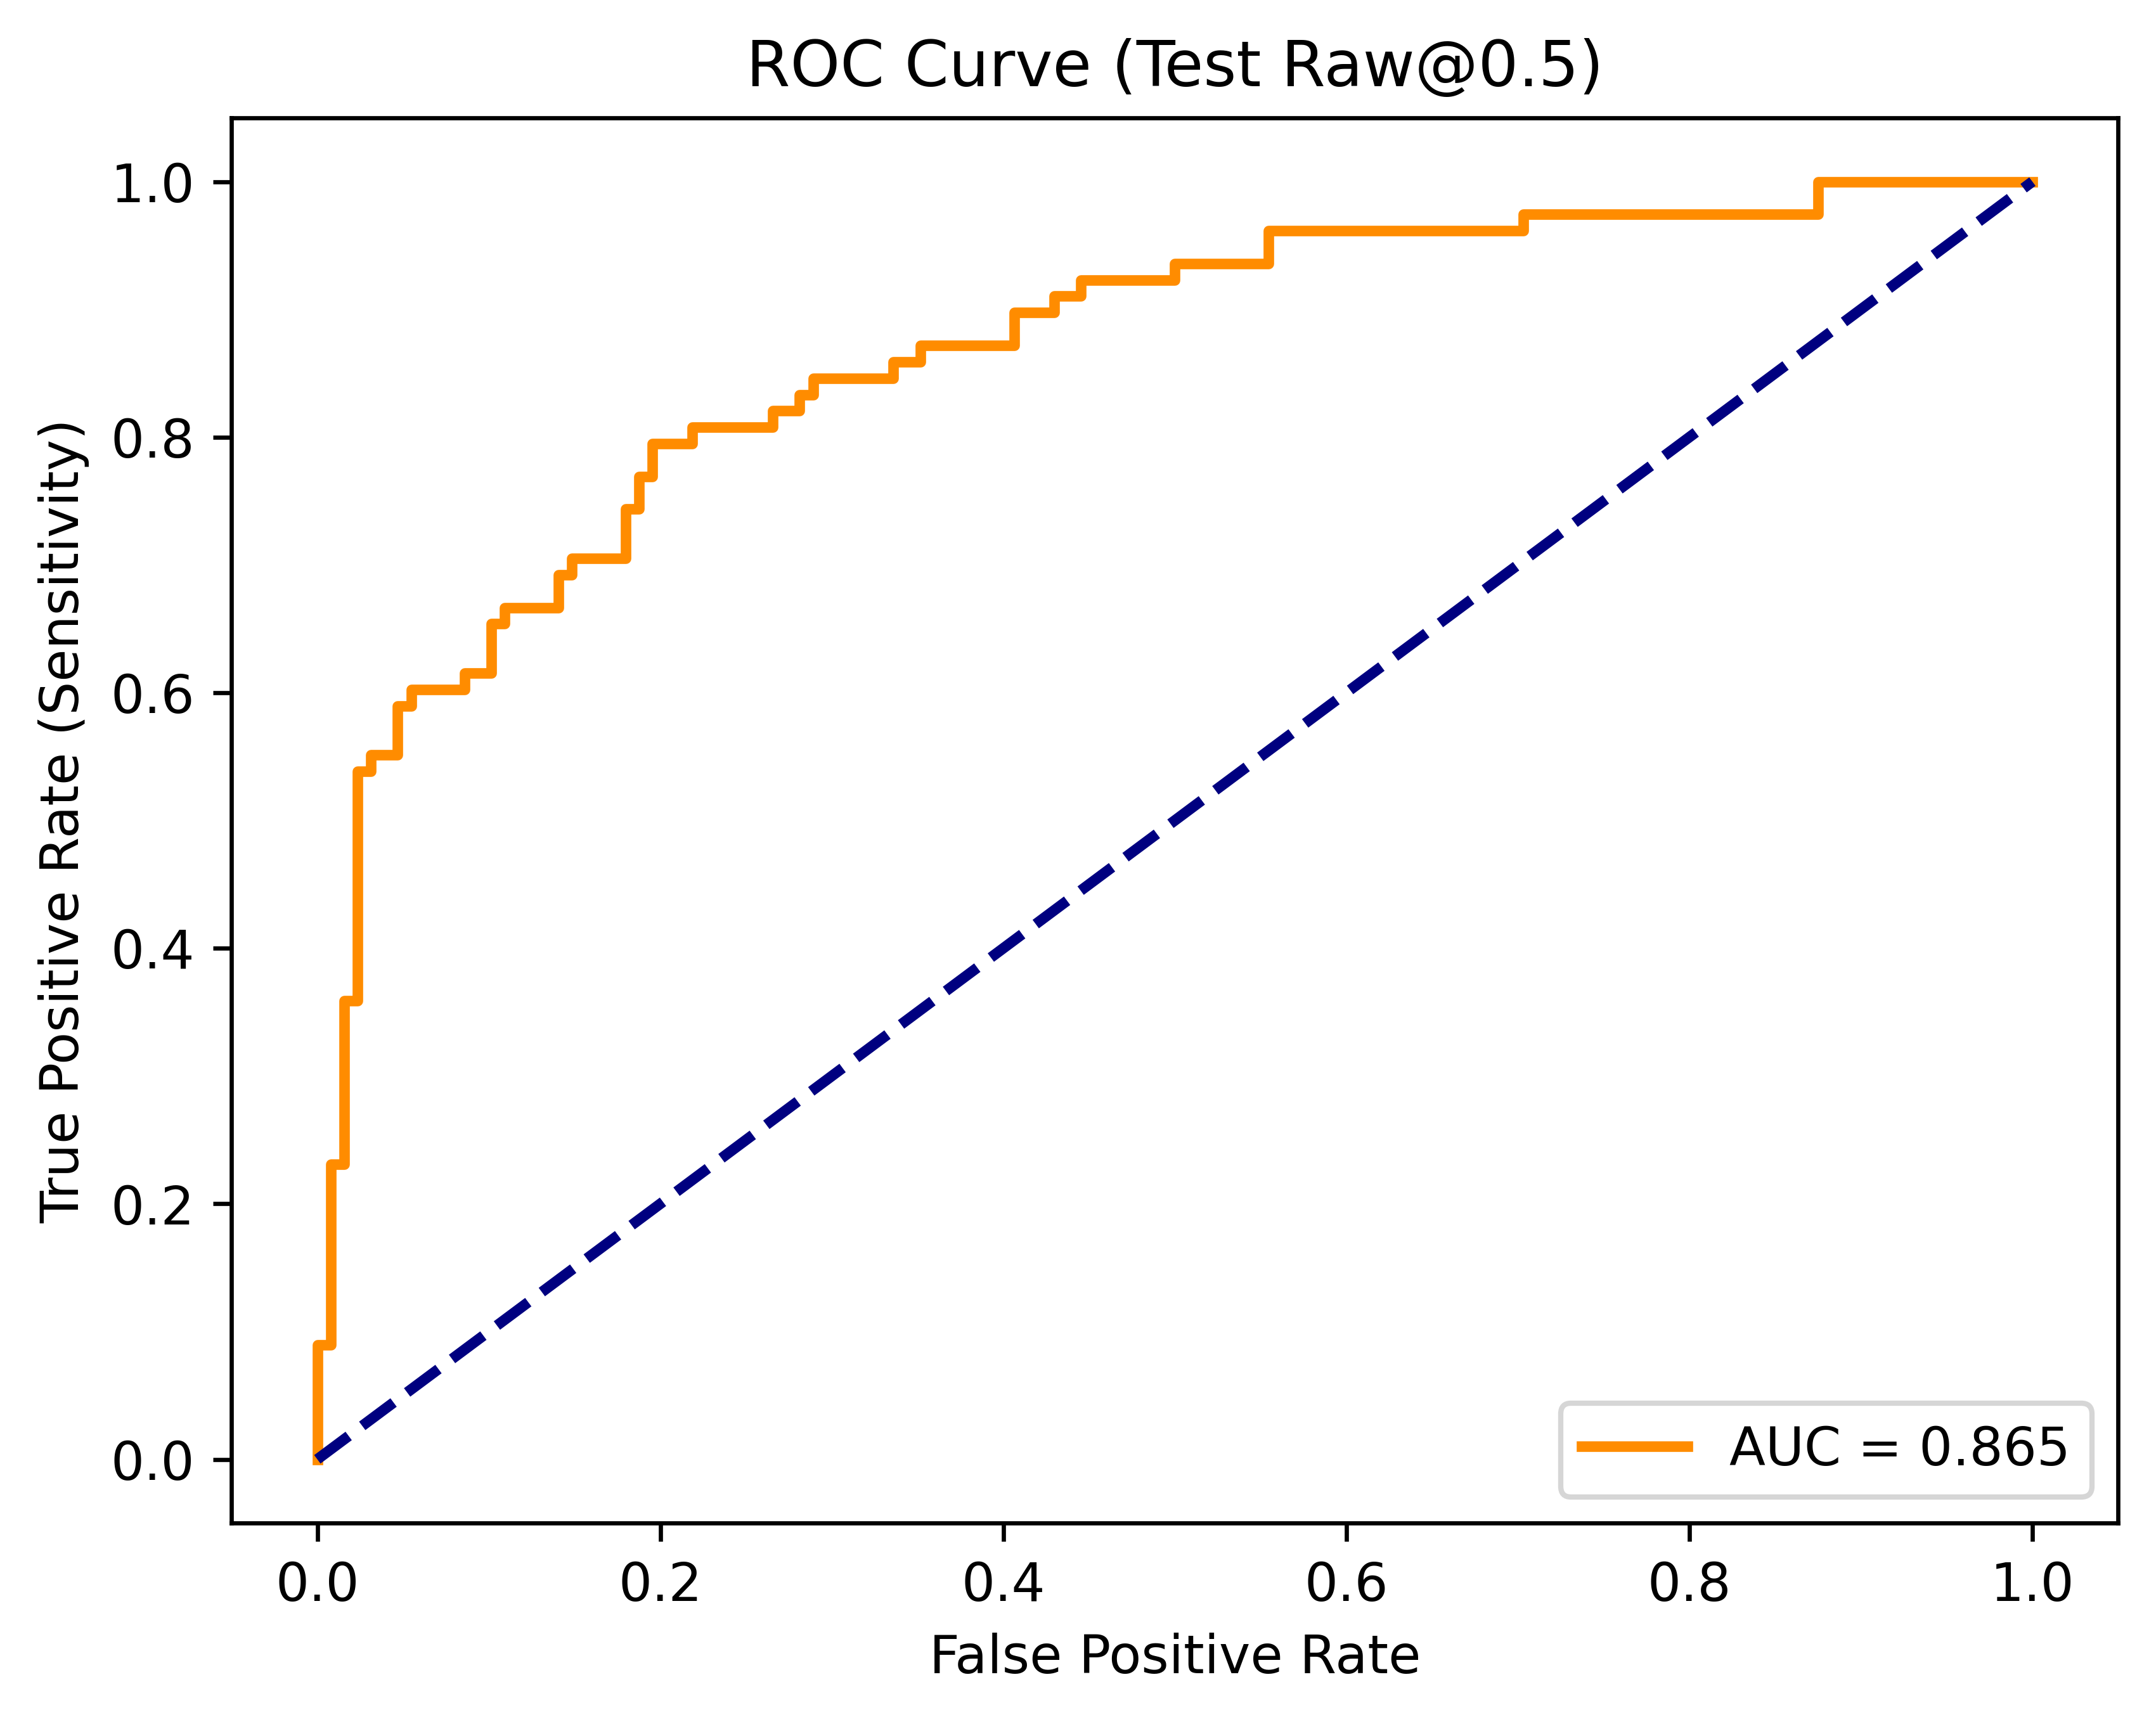 ROC Curve (Test Raw@0.5)
True Positive Rate (Sensitivity)
1.0
0.8
0.6
0.4
0.2
0.0
AUC = 0.865
0.0 0.2 0.4 0.6 0.8 1.0
False Positive Rate